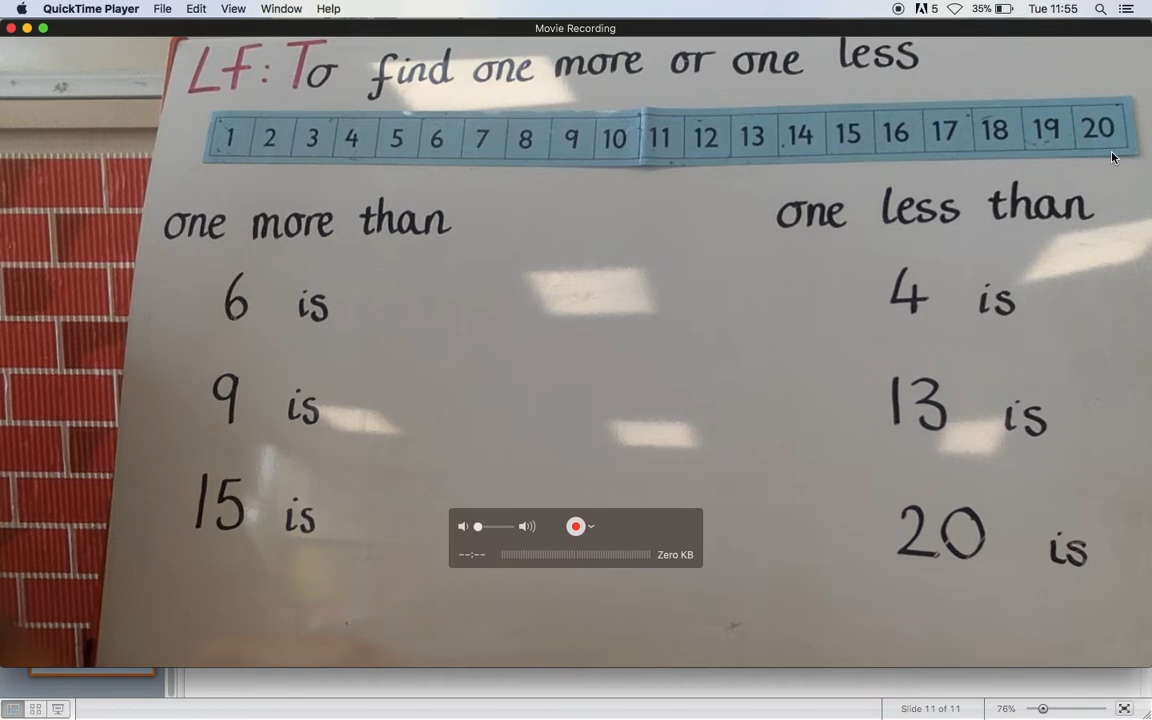 QuickTime Player File Edit View Window Help 5 35% Tue 11:55
Movie Recording
LF: To find one more or one less
1 2 3 4 5 6 7 8 9 10 11 12 13 14 15 16 17 18 19 20
one more than
6 is
9 is
15 is
one less than
4 is
13 is
20 is
--:-- Zero KB
Slide 11 of 11 76%